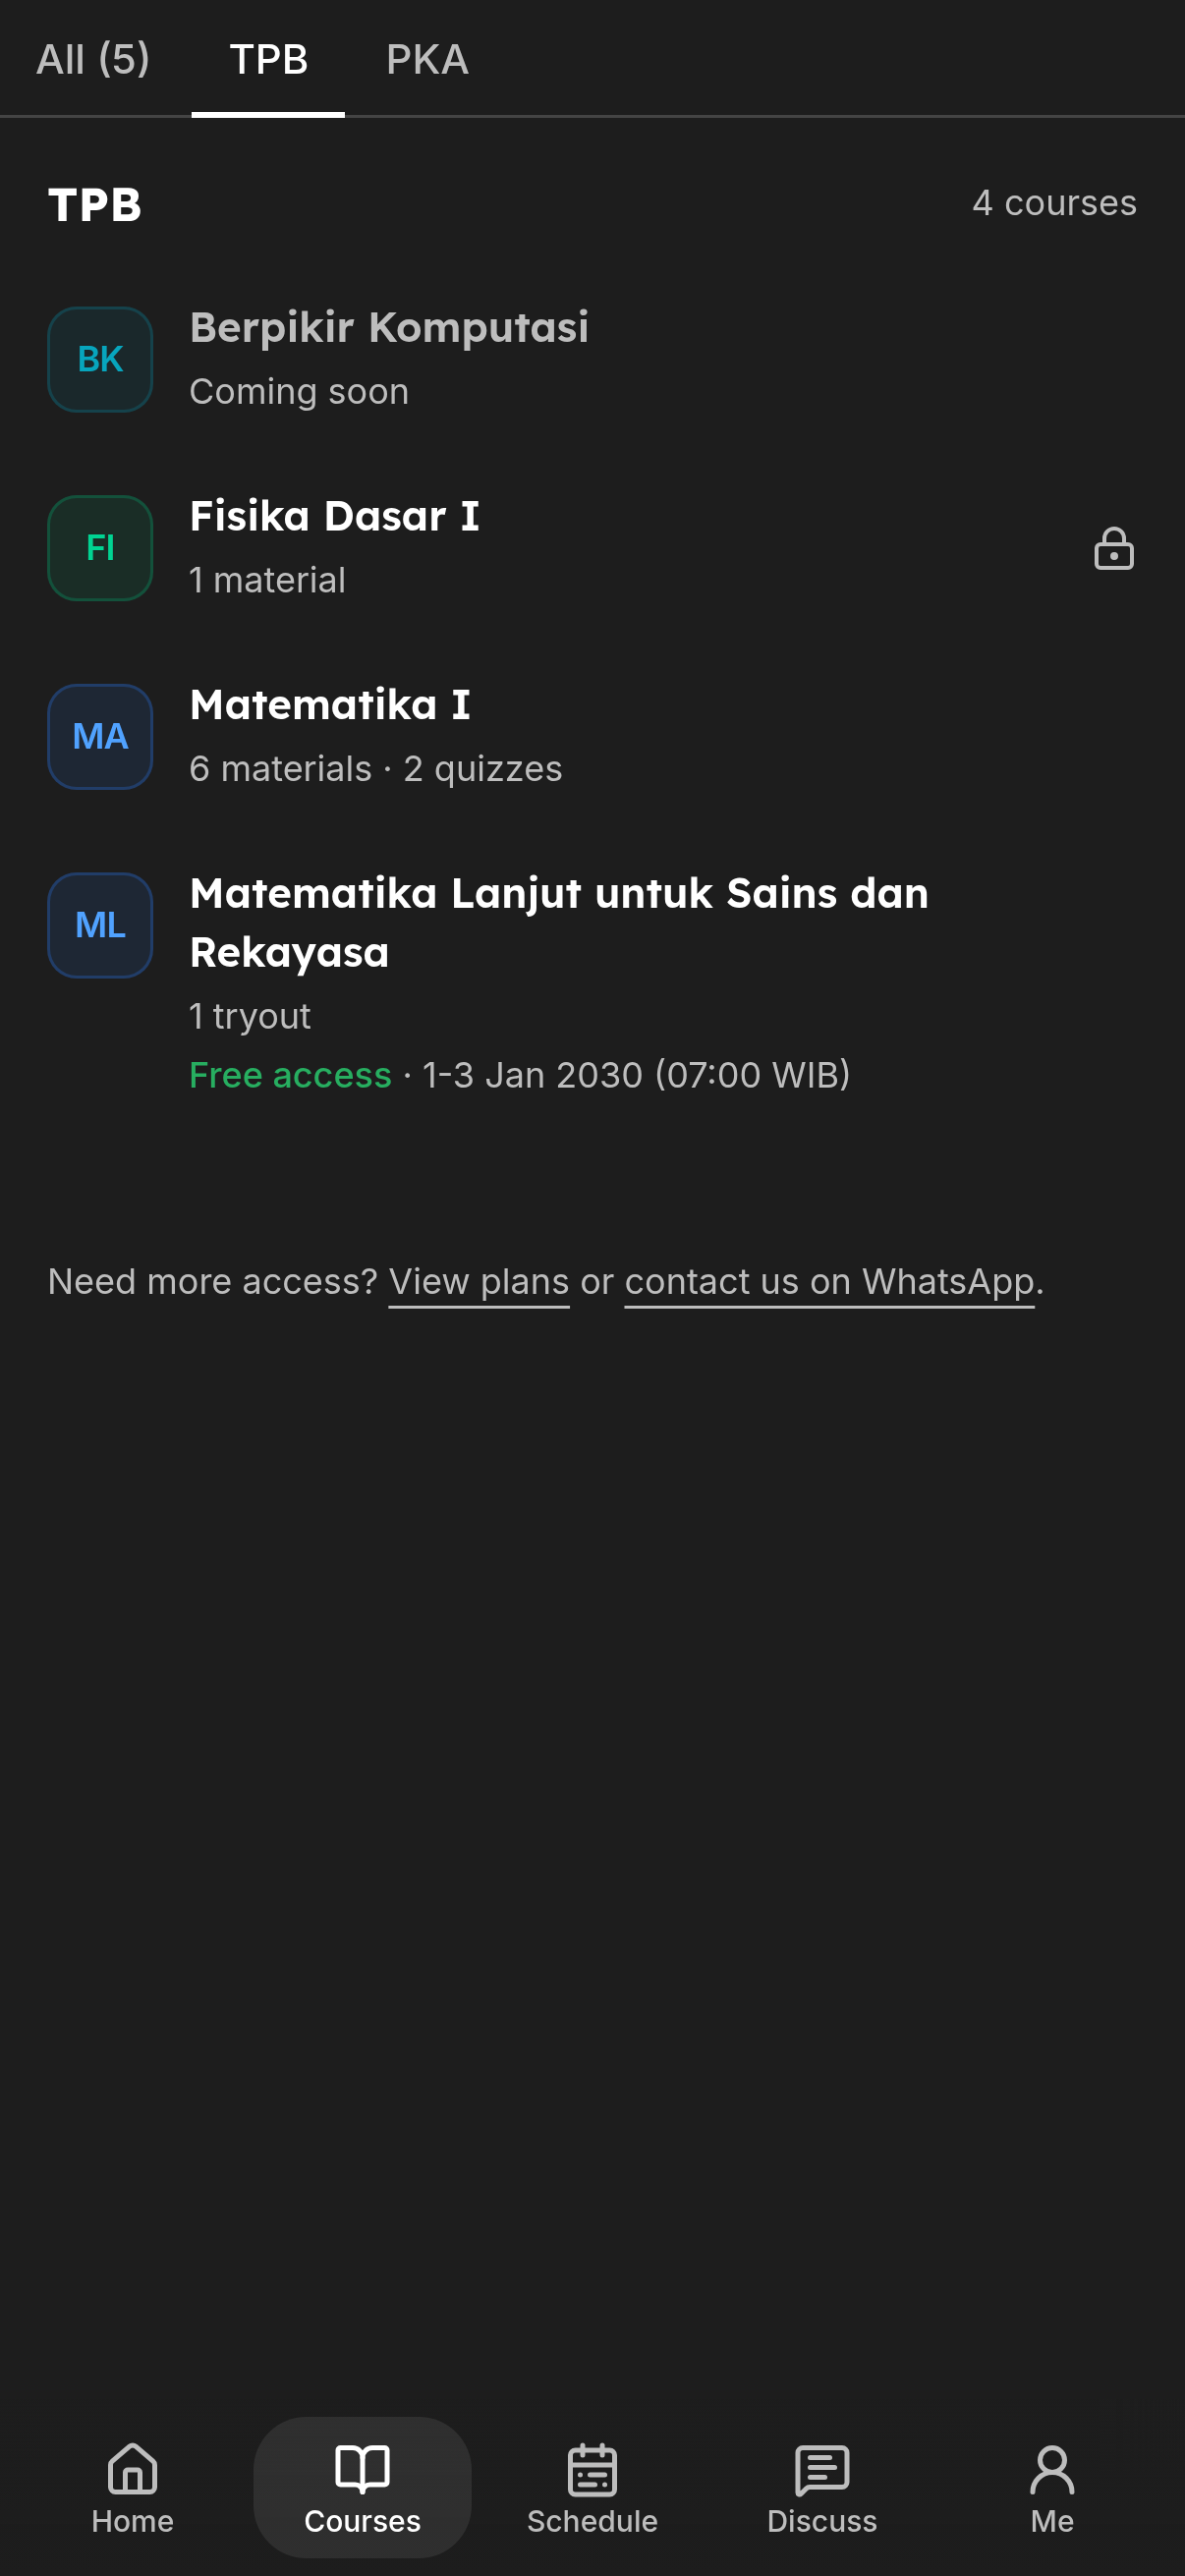 All (5) TPB PKA
TPB 4 courses
BK Berpikir Komputasi
Coming soon
FI Fisika Dasar I
1 material
MA Matematika I
6 materials · 2 quizzes
ML Matematika Lanjut untuk Sains dan
Rekayasa
1 tryout
Free access · 1-3 Jan 2030 (07:00 WIB)
Need more access? View plans or contact us on WhatsApp.
Home Courses Schedule Discuss Me